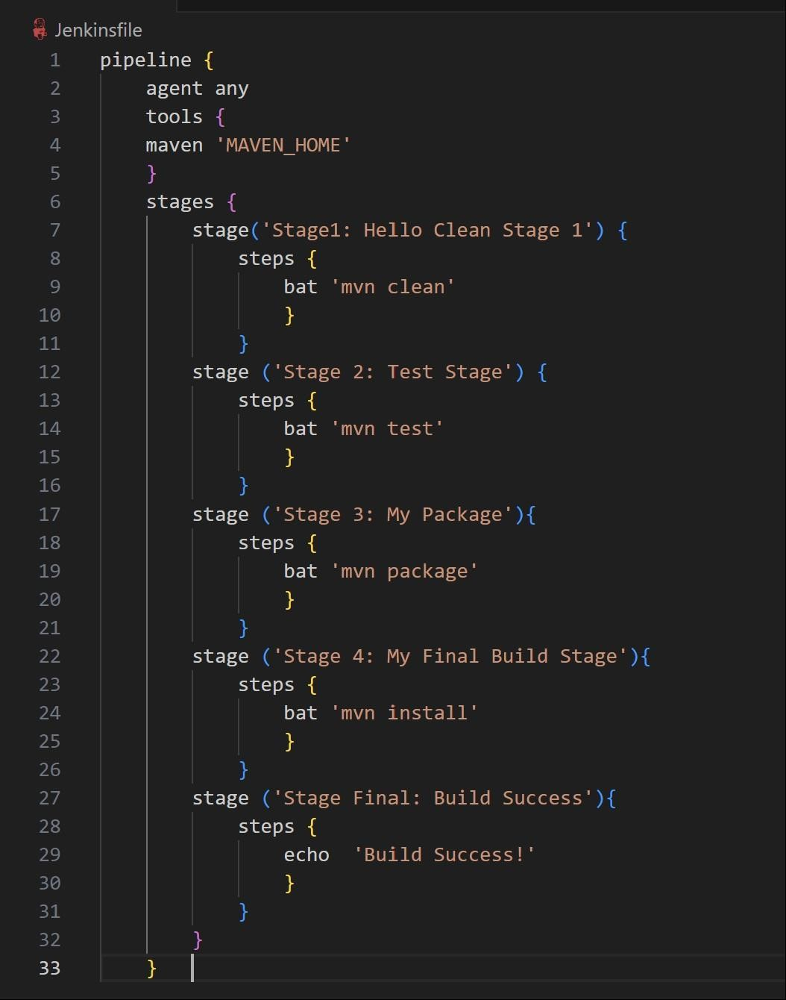 Jenkinsfile
1 pipeline {
2     agent any
3     tools {
4     maven 'MAVEN_HOME'
5     }
6     stages {
7         stage('Stage1: Hello Clean Stage 1') {
8             steps {
9                 bat 'mvn clean'
10                 }
11             }
12         stage ('Stage 2: Test Stage') {
13             steps {
14                 bat 'mvn test'
15                 }
16             }
17         stage ('Stage 3: My Package'){
18             steps {
19                 bat 'mvn package'
20                 }
21             }
22         stage ('Stage 4: My Final Build Stage'){
23             steps {
24                 bat 'mvn install'
25                 }
26             }
27         stage ('Stage Final: Build Success'){
28             steps {
29                 echo  'Build Success!'
30                 }
31             }
32         }
33     }